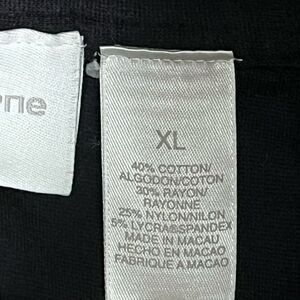 XL
40% COTTON/
ALGODON/COTON
30% RAYON/
RAYONNE
25% NYLON/NILON
5% LYCRA®SPANDEX
MADE IN MACAU
HECHO EN MACAO
FABRIQUE A MACAO